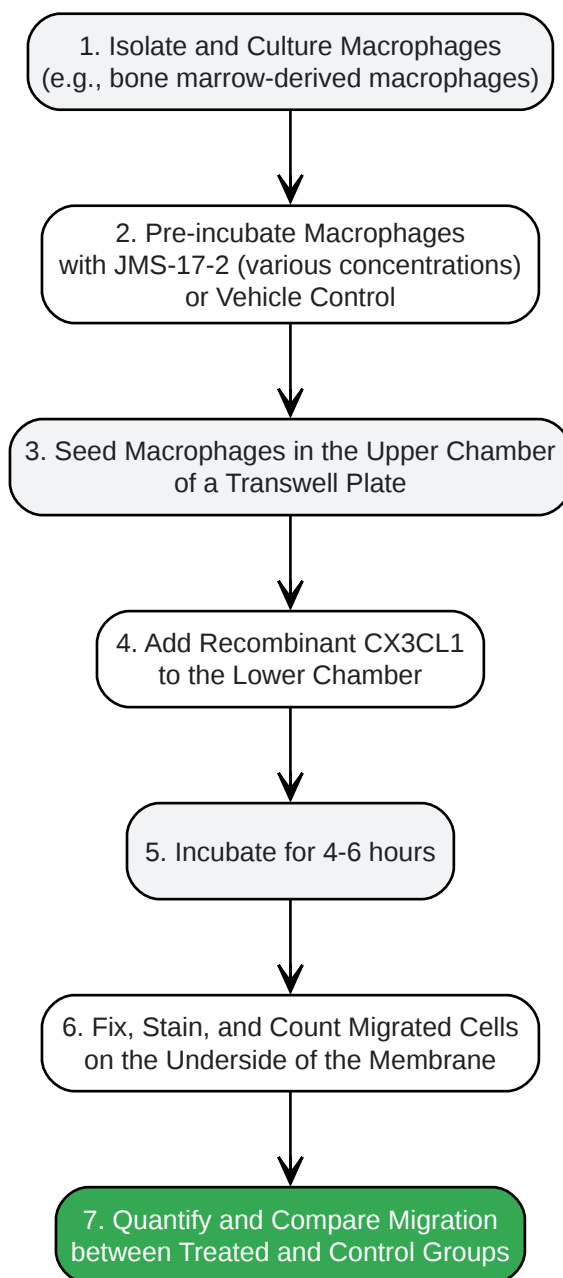 1. Isolate and Culture Macrophages
(e.g., bone marrow-derived macrophages)
2. Pre-incubate Macrophages
with JMS-17-2 (various concentrations)
or Vehicle Control
3. Seed Macrophages in the Upper Chamber
of a Transwell Plate
4. Add Recombinant CX3CL1
to the Lower Chamber
5. Incubate for 4-6 hours
6. Fix, Stain, and Count Migrated Cells
on the Underside of the Membrane
7. Quantify and Compare Migration
between Treated and Control Groups